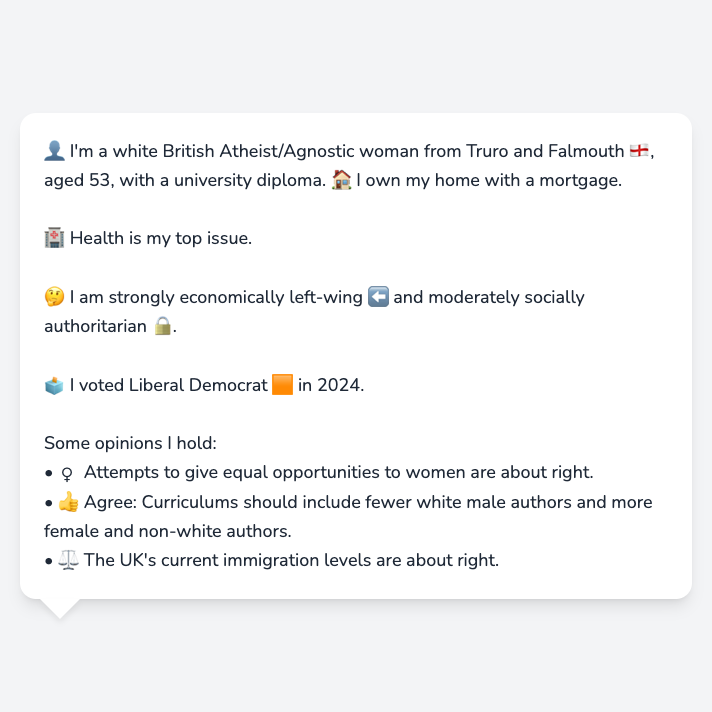 👤 I'm a white British Atheist/Agnostic woman from Truro and Falmouth 🏴󠁧󠁢󠁥󠁮󠁧󠁿,
aged 53, with a university diploma. 🏠 I own my home with a mortgage.
🏥 Health is my top issue.
🤔 I am strongly economically left-wing ⬅️ and moderately socially
authoritarian 🔒.
🗳️ I voted Liberal Democrat 🟧 in 2024.
Some opinions I hold:
• ♀ Attempts to give equal opportunities to women are about right.
• 👍 Agree: Curriculums should include fewer white male authors and more
female and non-white authors.
• ⚖️ The UK's current immigration levels are about right.